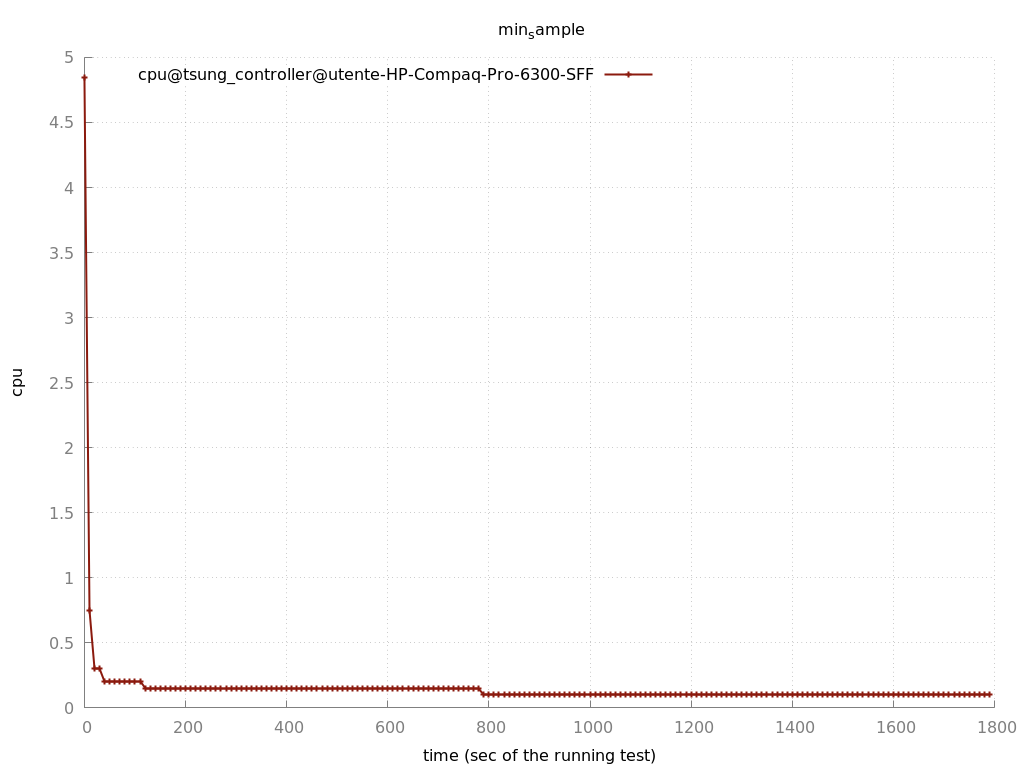 min_sample
cpu@tsung_controller@utente-HP-Compaq-Pro-6300-SFF
5
4.5
4
3.5
3
2.5
2
1.5
1
0.5
0
cpu
0 200 400 600 800 1000 1200 1400 1600 1800
time (sec of the running test)